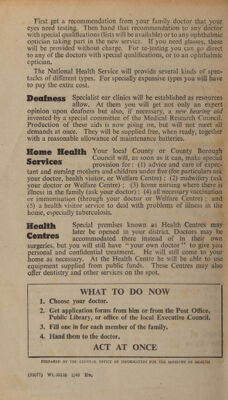 First get a recommendation from your family doctor that your
eyes need testing. Then hand that recommendation to any doctor
with special qualifications (lists will be available) or to an ophthalmic
optician taking part in the new service. If you need glasses, these
will be provided without charge. For re-testing you can go direct
to any of the doctors with special qualifications, or to an ophthalmic
optician.
The National Health Service will provide several kinds of spec-
tacles of different types. For specially expensive types you will have
to pay the extra cost.
Deafness Specialist ear clinics will be established as resources
allow. At them you will get not only an expert
opinion upon deafness but also, if necessary, a new hearing aid
invented by a special committee of the Medical Research Council.
Production of these aids is now going on, but will not meet all
demands at once. They will be supplied free, when ready, together
with a reasonable allowance of maintenance batteries.
Home Health Services
Your local County or County Borough
Council will, as soon as it can, make special
provision for: (1) advice and care of expec-
tant and nursing mothers and children under five (for particulars ask
your doctor, health visitor, or Welfare Centre); (2) midwifery (ask
your doctor or Welfare Centre); (3) home nursing where there is
illness in the family (ask your doctor); (4) all necessary vaccination
or immunisation (through your doctor or Welfare Centre); and
(5) a health visitor service to deal with problems of illness in the
home, especially tuberculosis.
Health Centres
Special premises known as Health Centres may
later be opened in your district. Doctors may be
accommodated there instead of in their own
surgeries, but you will still have "your own doctor" to give you
personal and confidential treatment. He will still come to your
home as necessary. At the Health Centre he will be able to use
equipment supplied from public funds. These Centres may also
offer dentistry and other services on the spot.
WHAT TO DO NOW
1. Choose your doctor.
2. Get application forms from him or from the Post Office,
Public Library, or office of the local Executive Council.
3. Fill one in for each member of the family.
4. Hand them to the doctor.
ACT AT ONCE
PREPARED BY THE CENTRAL OFFICE OF INFORMATION FOR THE MINISTRY OF HEALTH